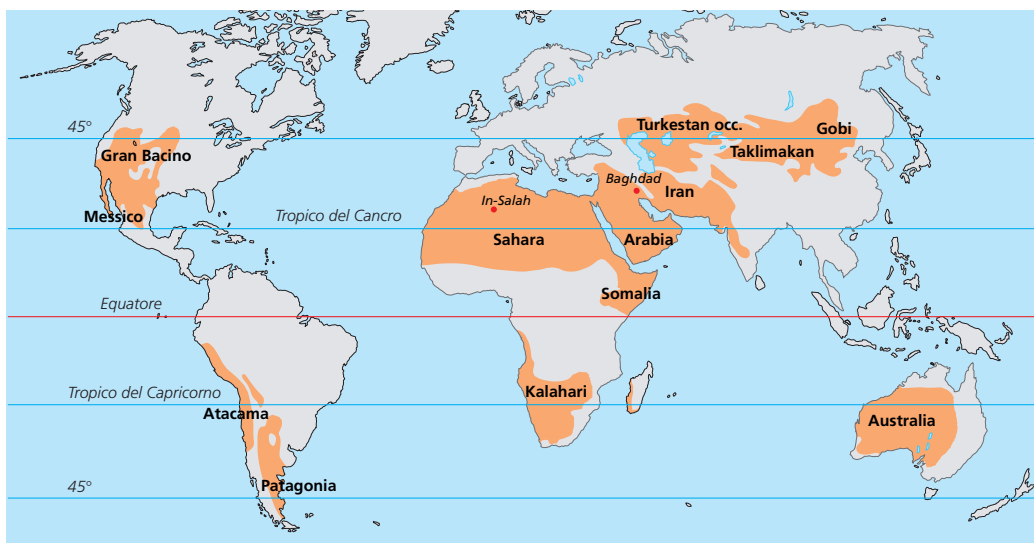 45°
Turkestan occ.
Gobi
Gran Bacino
Taklimakan
Baghdad
Iran
In-Salah
Messico
Tropico del Cancro
Sahara
Arabia
Somalia
Equatore
Tropico del Capricorno
Kalahari
Atacama
Australia
Patagonia
45°